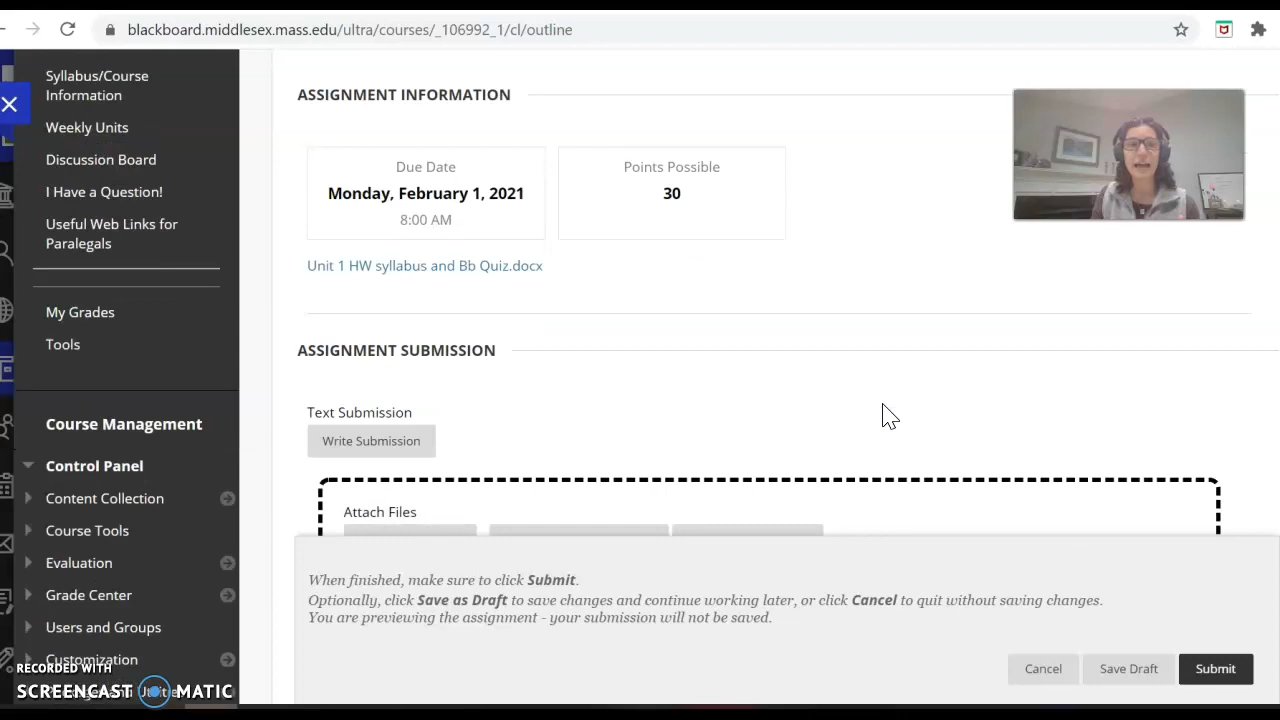 blackboard.middlesex.mass.edu/ultra/courses/_106992_1/cl/outline
Syllabus/Course
Information
Weekly Units
Discussion Board
I Have a Question!
Useful Web Links for
Paralegals
My Grades
Tools
Course Management
Control Panel
Content Collection
Course Tools
Evaluation
Grade Center
Users and Groups
Customization
ASSIGNMENT INFORMATION
Due Date
Monday, February 1, 2021
8:00 AM
Points Possible
30
Unit 1 HW syllabus and Bb Quiz.docx
ASSIGNMENT SUBMISSION
Text Submission
Write Submission
Attach Files
When finished, make sure to click Submit.
Optionally, click Save as Draft to save changes and continue working later, or click Cancel to quit without saving changes.
You are previewing the assignment - your submission will not be saved.
Cancel Save Draft Submit
RECORDED WITH
SCREENCAST MATIC